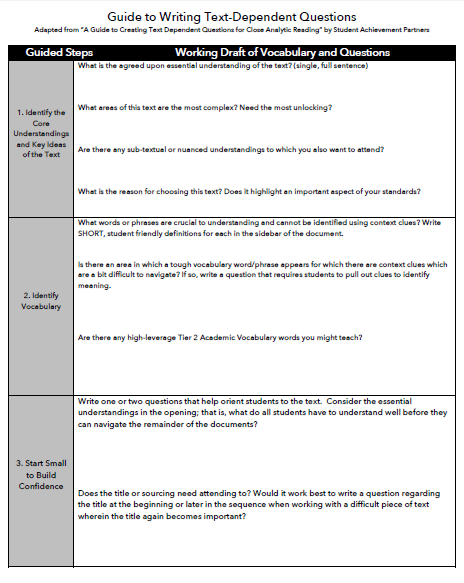 Guide to Writing Text-Dependent Questions
Adapted from "A Guide to Creating Text Dependent Questions for Close Analytic Reading" by Student Achievement Partners
Guided Steps
Working Draft of Vocabulary and Questions
1. Identify the
Core
Understandings
and Key Ideas
of the Text
What is the agreed upon essential understanding of the text? (single, full sentence)
What areas of this text are the most complex? Need the most unlocking?
Are there any sub-textual or nuanced understandings to which you also want to attend?
What is the reason for choosing this text? Does it highlight an important aspect of your standards?
2. Identify
Vocabulary
What words or phrases are crucial to understanding and cannot be identified using context clues? Write
SHORT, student friendly definitions for each in the sidebar of the document.
Is there an area in which a tough vocabulary word/phrase appears for which there are context clues which
are a bit difficult to navigate? If so, write a question that requires students to pull out clues to identify
meaning.
Are there any high-leverage Tier 2 Academic Vocabulary words you might teach?
3. Start Small
to Build
Confidence
Write one or two questions that help orient students to the text. Consider the essential
understandings in the opening; that is, what do all students have to understand well before they
can navigate the remainder of the documents?
Does the title or sourcing need attending to? Would it work best to write a question regarding
the title at the beginning or later in the sequence when working with a difficult piece of text
wherein the title again becomes important?